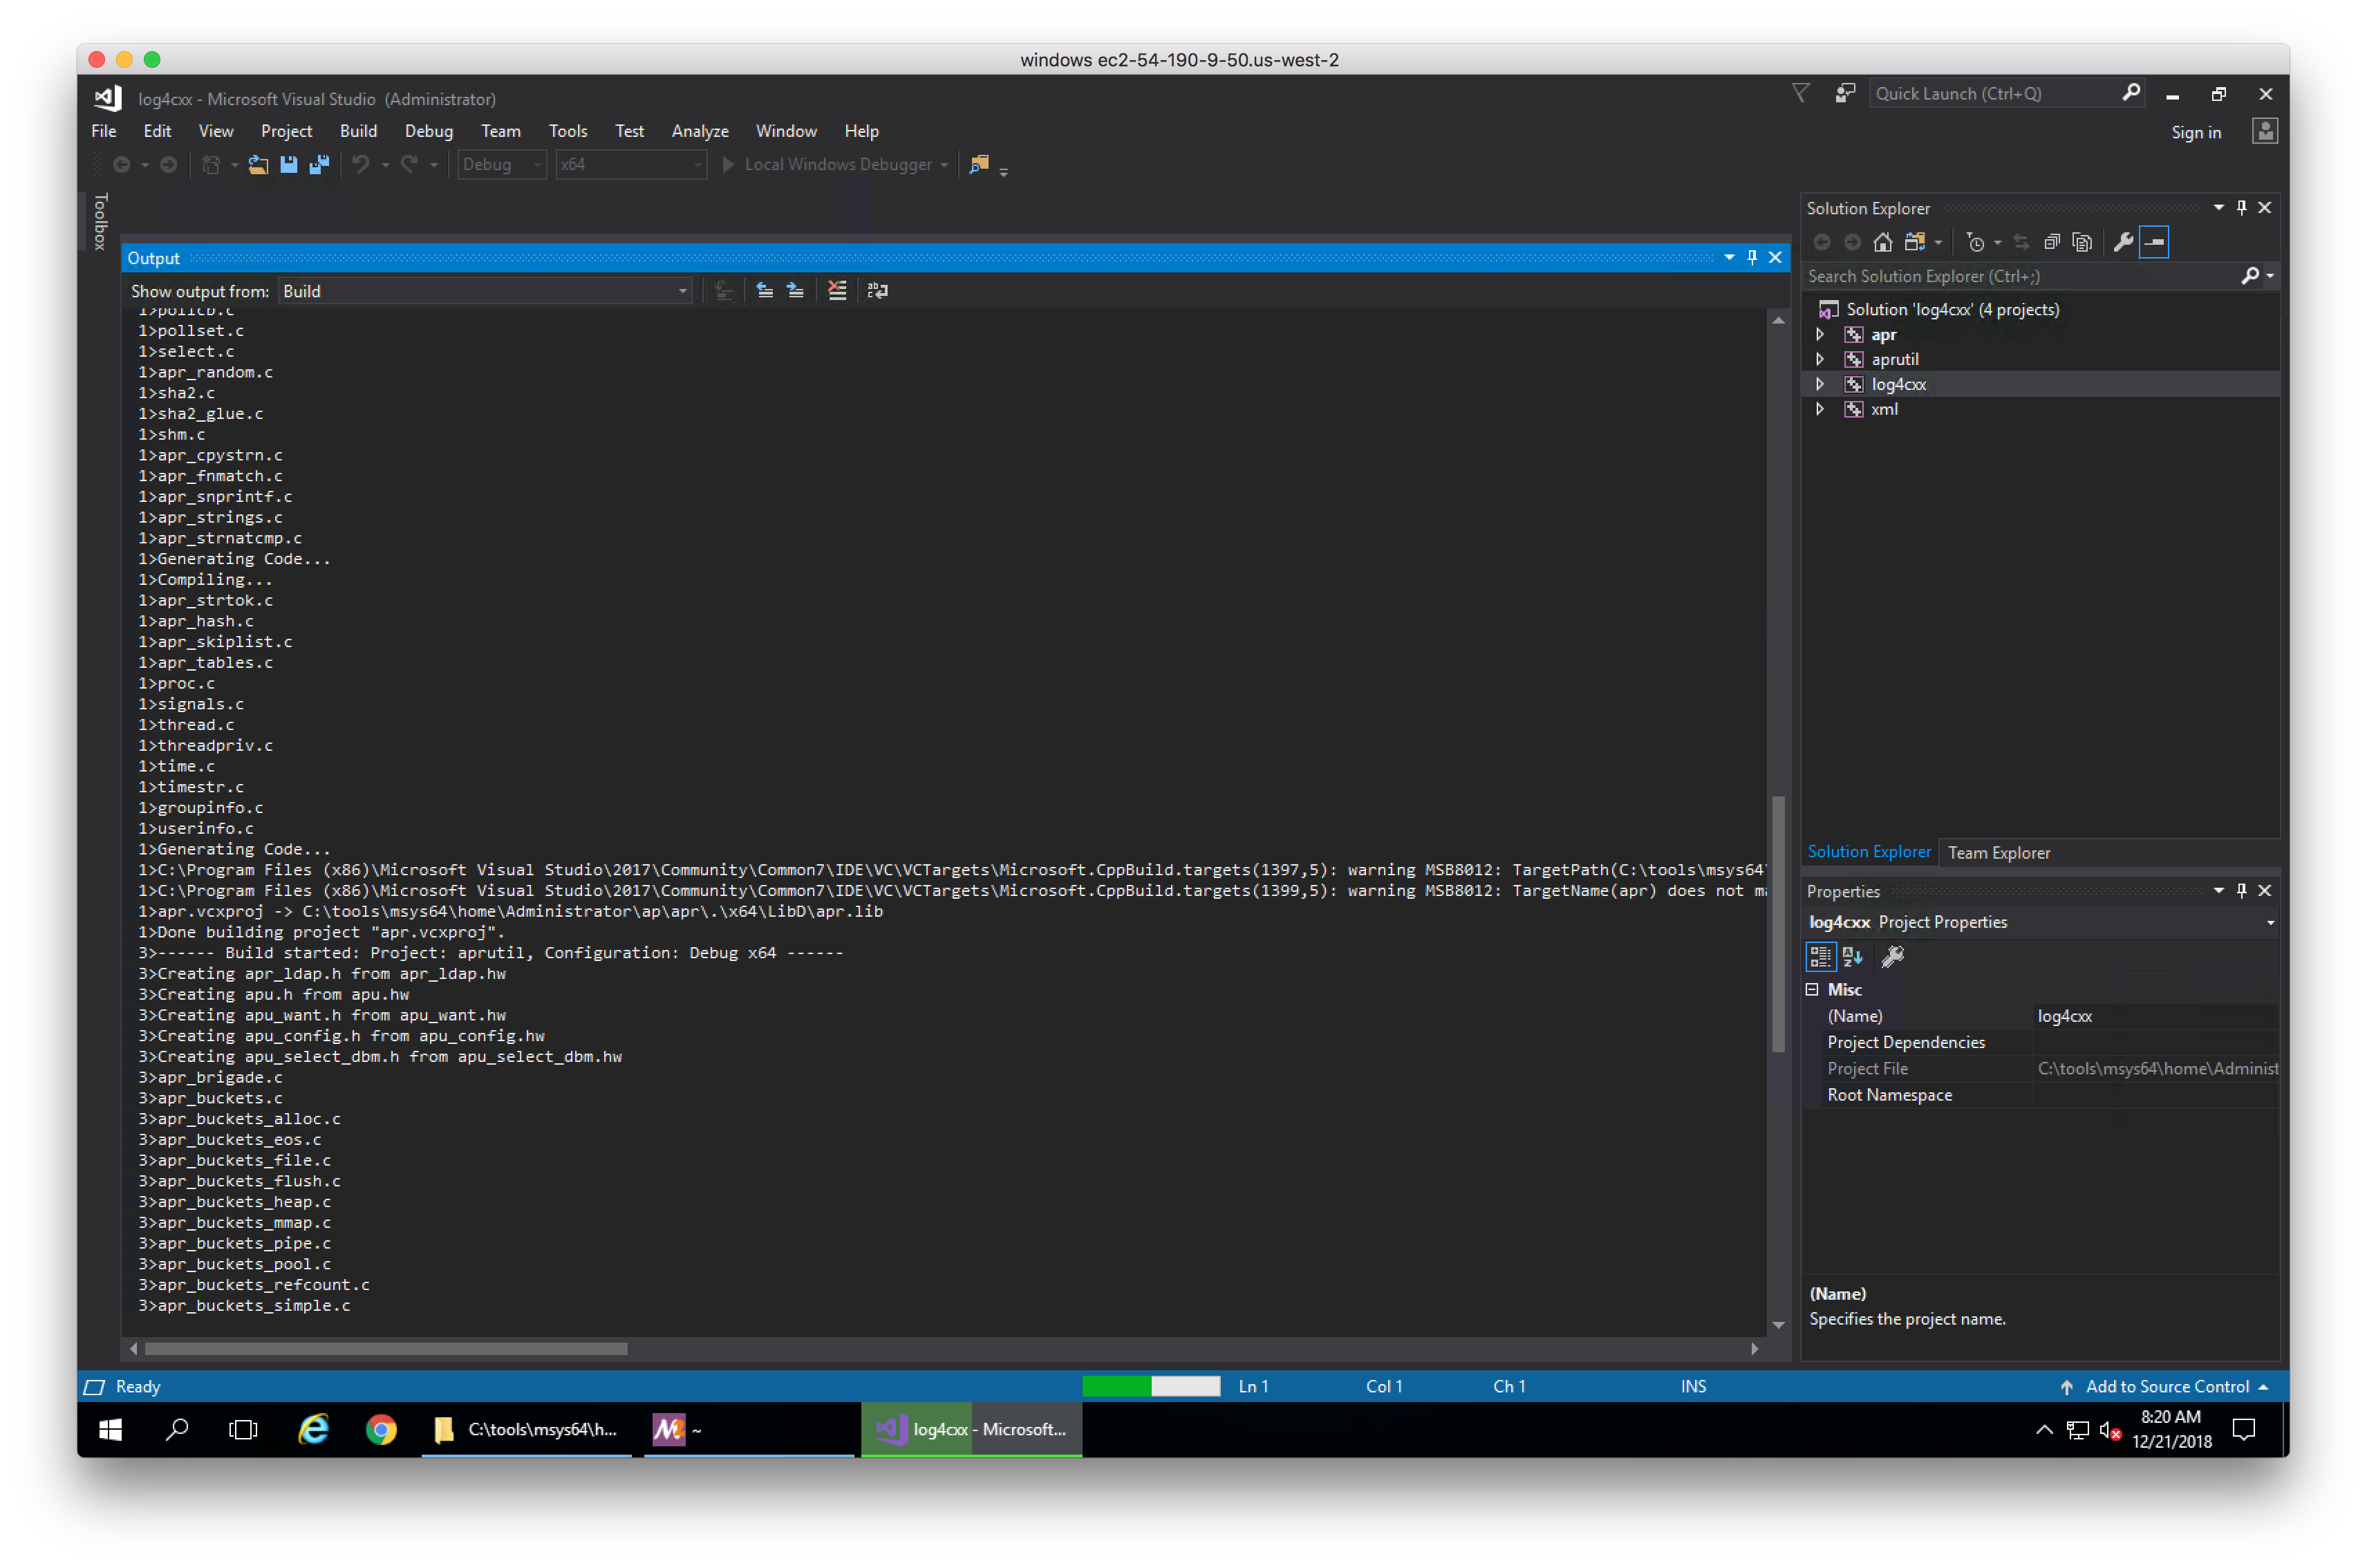 windows ec2-54-190-9-50.us-west-2
log4cxx - Microsoft Visual Studio (Administrator)
Quick Launch (Ctrl+Q)
File Edit View Project Build Debug Team Tools Test Analyze Window Help
Sign in
Debug x64 Local Windows Debugger
Toolbox
Output
Show output from: Build
1>pollcb.c
1>pollset.c
1>select.c
1>apr_random.c
1>sha2.c
1>sha2_glue.c
1>shm.c
1>apr_cpystrn.c
1>apr_fnmatch.c
1>apr_snprintf.c
1>apr_strings.c
1>apr_strnatcmp.c
1>Generating Code...
1>Compiling...
1>apr_strtok.c
1>apr_hash.c
1>apr_skiplist.c
1>apr_tables.c
1>proc.c
1>signals.c
1>thread.c
1>threadpriv.c
1>time.c
1>timestr.c
1>groupinfo.c
1>userinfo.c
1>Generating Code...
1>C:\Program Files (x86)\Microsoft Visual Studio\2017\Community\Common7\IDE\VC\VCTargets\Microsoft.CppBuild.targets(1397,5): warning MSB8012: TargetPath(C:\tools\msys64\
1>C:\Program Files (x86)\Microsoft Visual Studio\2017\Community\Common7\IDE\VC\VCTargets\Microsoft.CppBuild.targets(1399,5): warning MSB8012: TargetName(apr) does not ma
1>apr.vcxproj -> C:\tools\msys64\home\Administrator\ap\apr\.\x64\LibD\apr.lib
1>Done building project "apr.vcxproj".
3>------ Build started: Project: aprutil, Configuration: Debug x64 ------
3>Creating apr_ldap.h from apr_ldap.hw
3>Creating apu.h from apu.hw
3>Creating apu_want.h from apu_want.hw
3>Creating apu_config.h from apu_config.hw
3>Creating apu_select_dbm.h from apu_select_dbm.hw
3>apr_brigade.c
3>apr_buckets.c
3>apr_buckets_alloc.c
3>apr_buckets_eos.c
3>apr_buckets_file.c
3>apr_buckets_flush.c
3>apr_buckets_heap.c
3>apr_buckets_mmap.c
3>apr_buckets_pipe.c
3>apr_buckets_pool.c
3>apr_buckets_refcount.c
3>apr_buckets_simple.c
Solution Explorer
Search Solution Explorer (Ctrl+;)
Solution 'log4cxx' (4 projects)
apr
aprutil
log4cxx
xml
Solution Explorer Team Explorer
Properties
log4cxx Project Properties
Misc
(Name) log4cxx
Project Dependencies
Project File C:\tools\msys64\home\Administ
Root Namespace
(Name)
Specifies the project name.
Ready Ln 1 Col 1 Ch 1 INS Add to Source Control
C:\tools\msys64\h... ~ log4cxx - Microsoft...
8:20 AM
12/21/2018